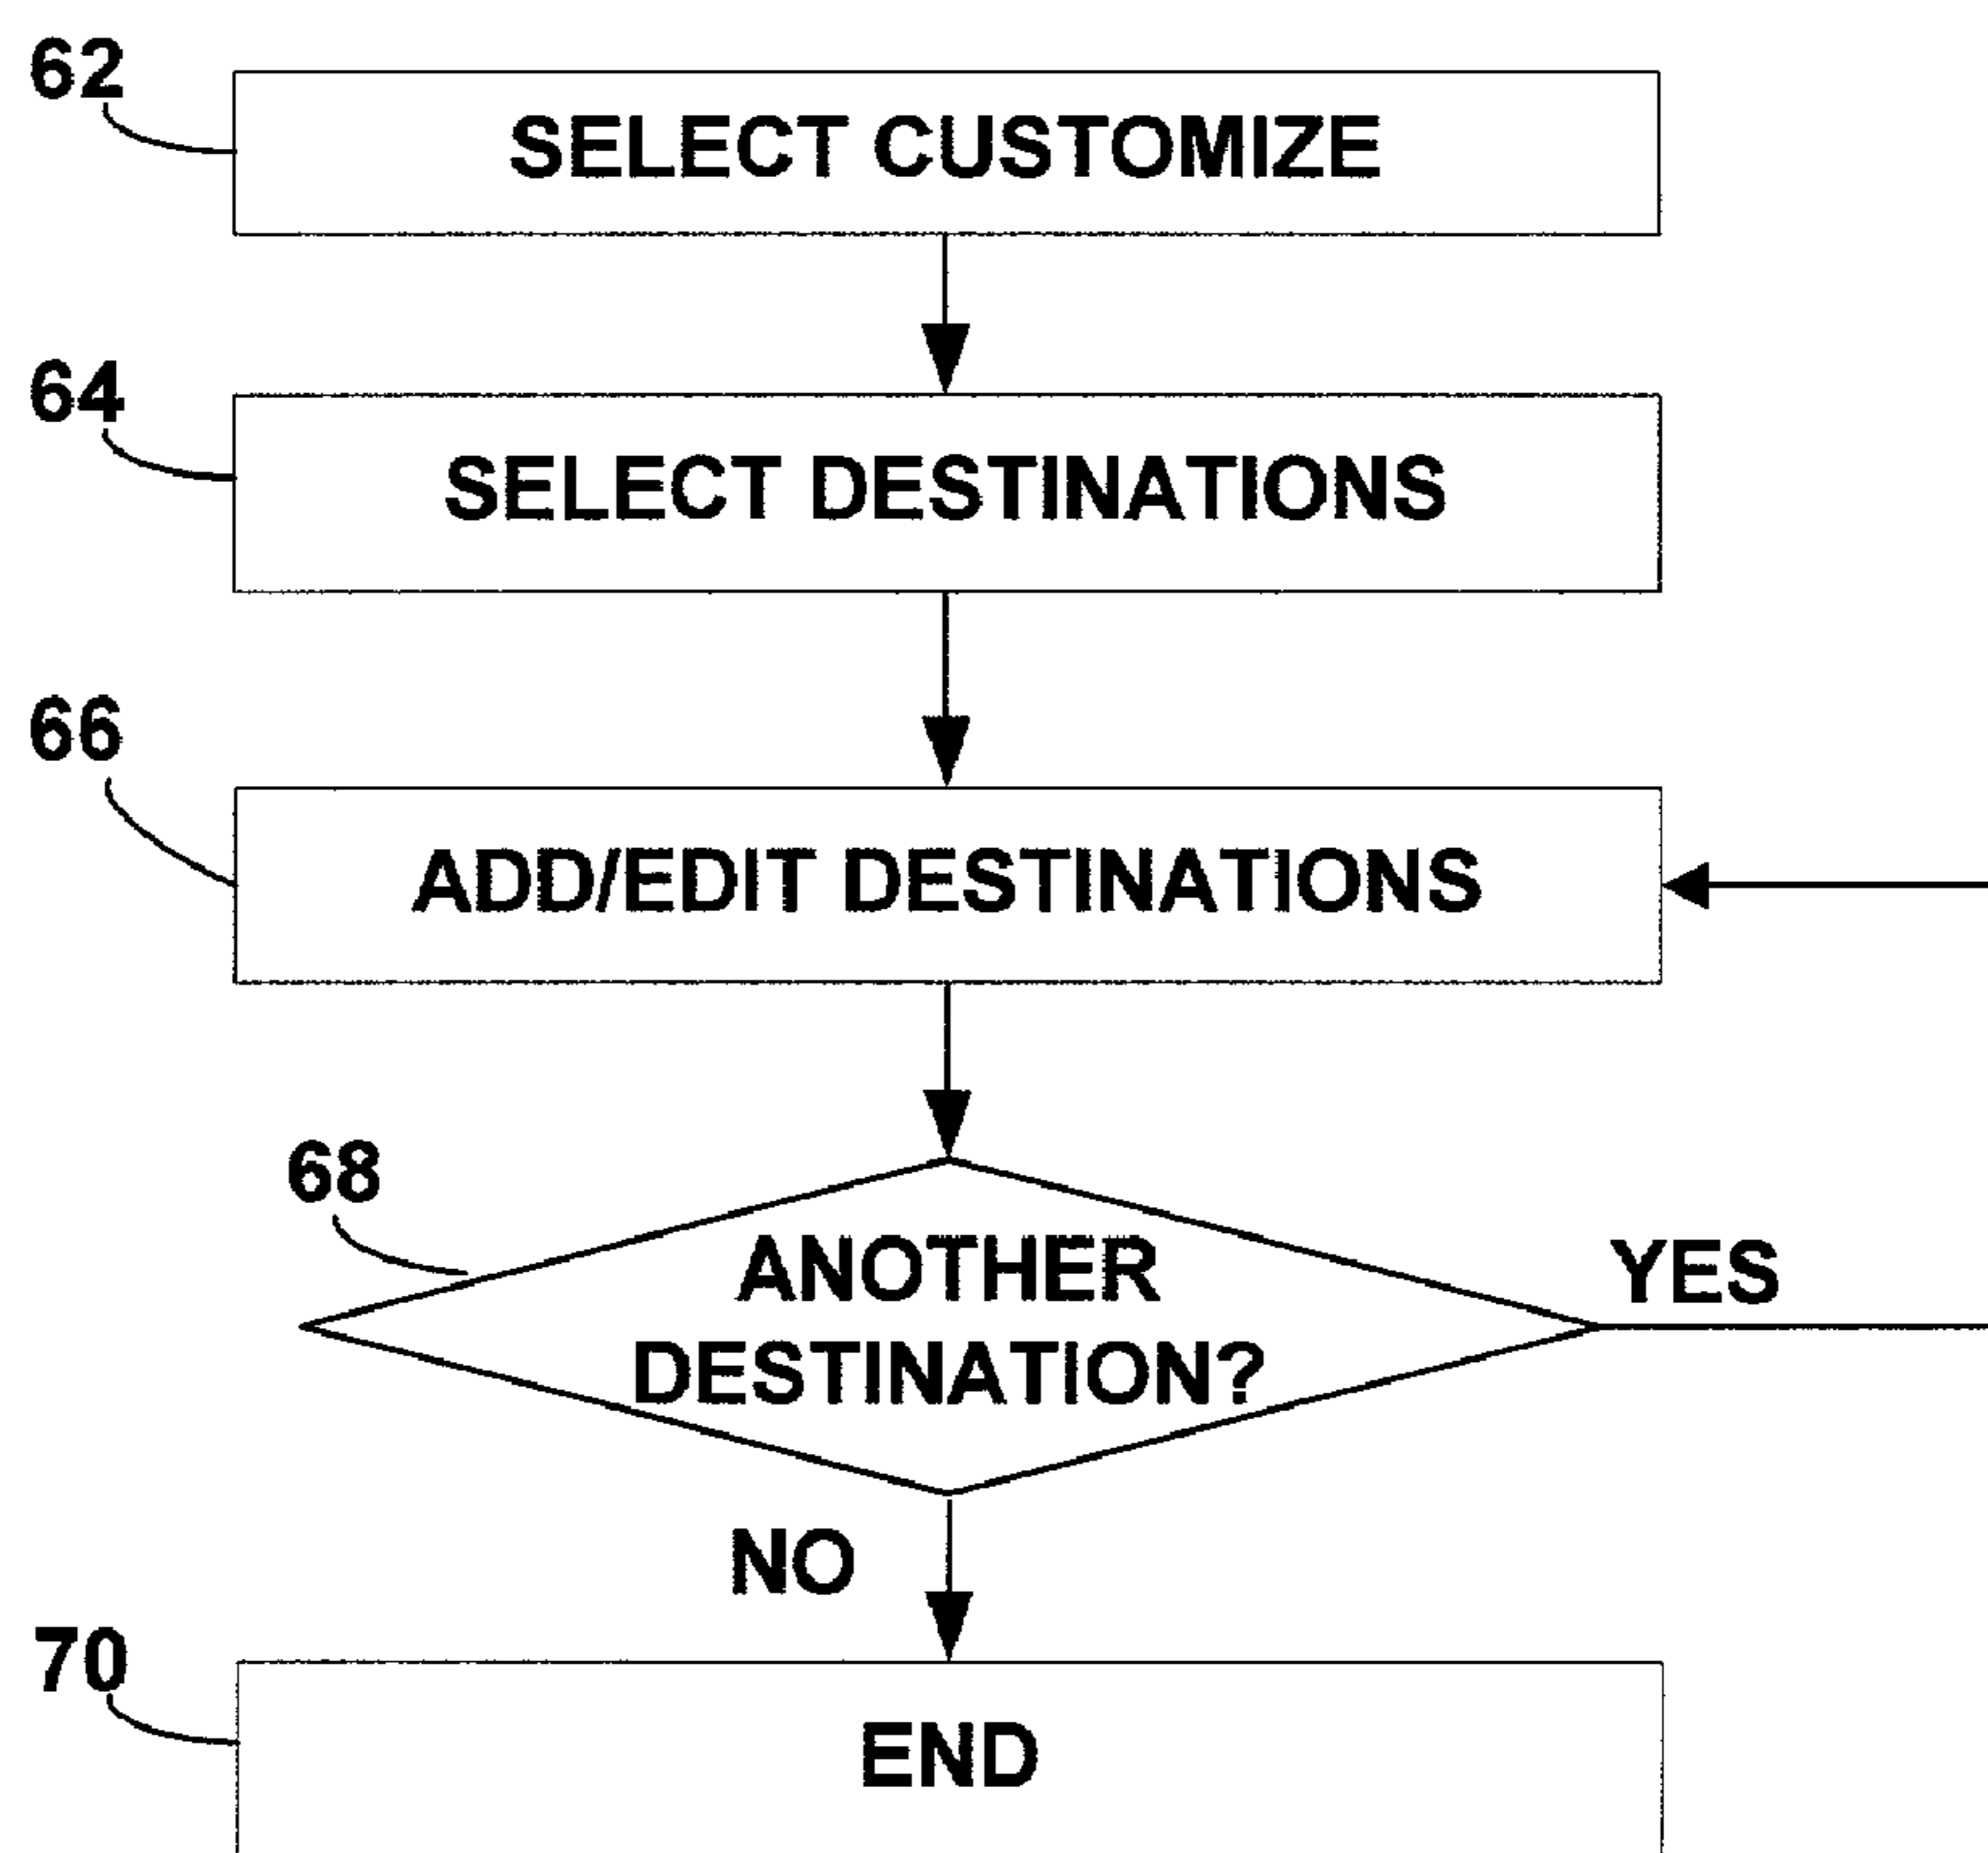 62
SELECT CUSTOMIZE
64
SELECT DESTINATIONS
66
ADD/EDIT DESTINATIONS
68
ANOTHER
DESTINATION?
YES
NO
70
END